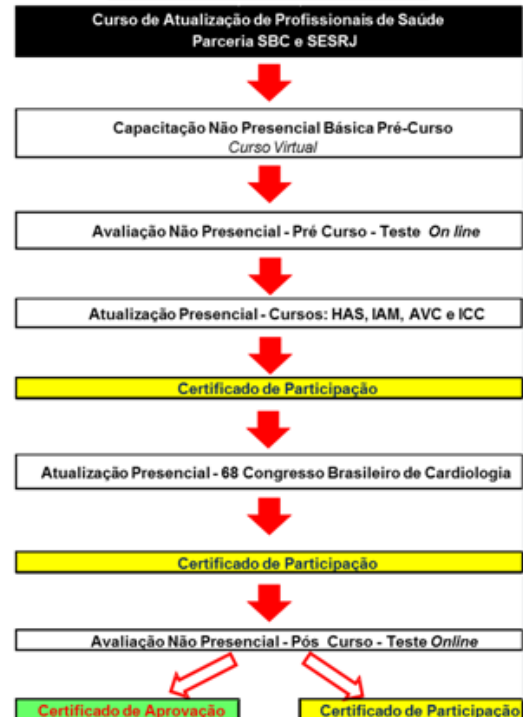 Curso de Atualização de Profissionais de Saúde
Parceria SBC e SESRJ
Capacitação Não Presencial Básica Pré-Curso
Curso Virtual
Avaliação Não Presencial - Pré Curso - Teste On line
Atualização Presencial - Cursos: HAS, IAM, AVC e ICC
Certificado de Participação
Atualização Presencial - 68 Congresso Brasileiro de Cardiologia
Certificado de Participação
Avaliação Não Presencial - Pós Curso - Teste Online
Certificado de Aprovação
Certificado de Participação